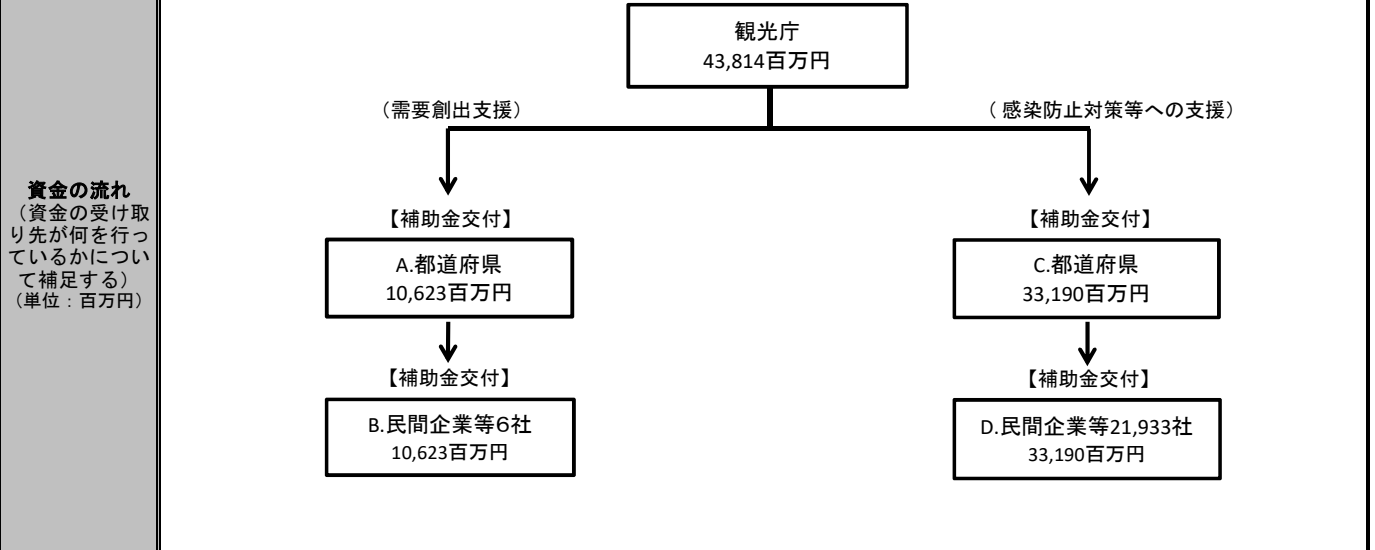 資金の流れ
（資金の受け取
り先が何を行っ
ているかについ
て補足する）
（単位：百万円）
観光庁
43,814百万円
（需要創出支援）
（ 感染防止対策等への支援）
【補助金交付】
A.都道府県
10,623百万円
【補助金交付】
B.民間企業等６社
10,623百万円
【補助金交付】
C.都道府県
33,190百万円
【補助金交付】
D.民間企業等21,933社
33,190百万円